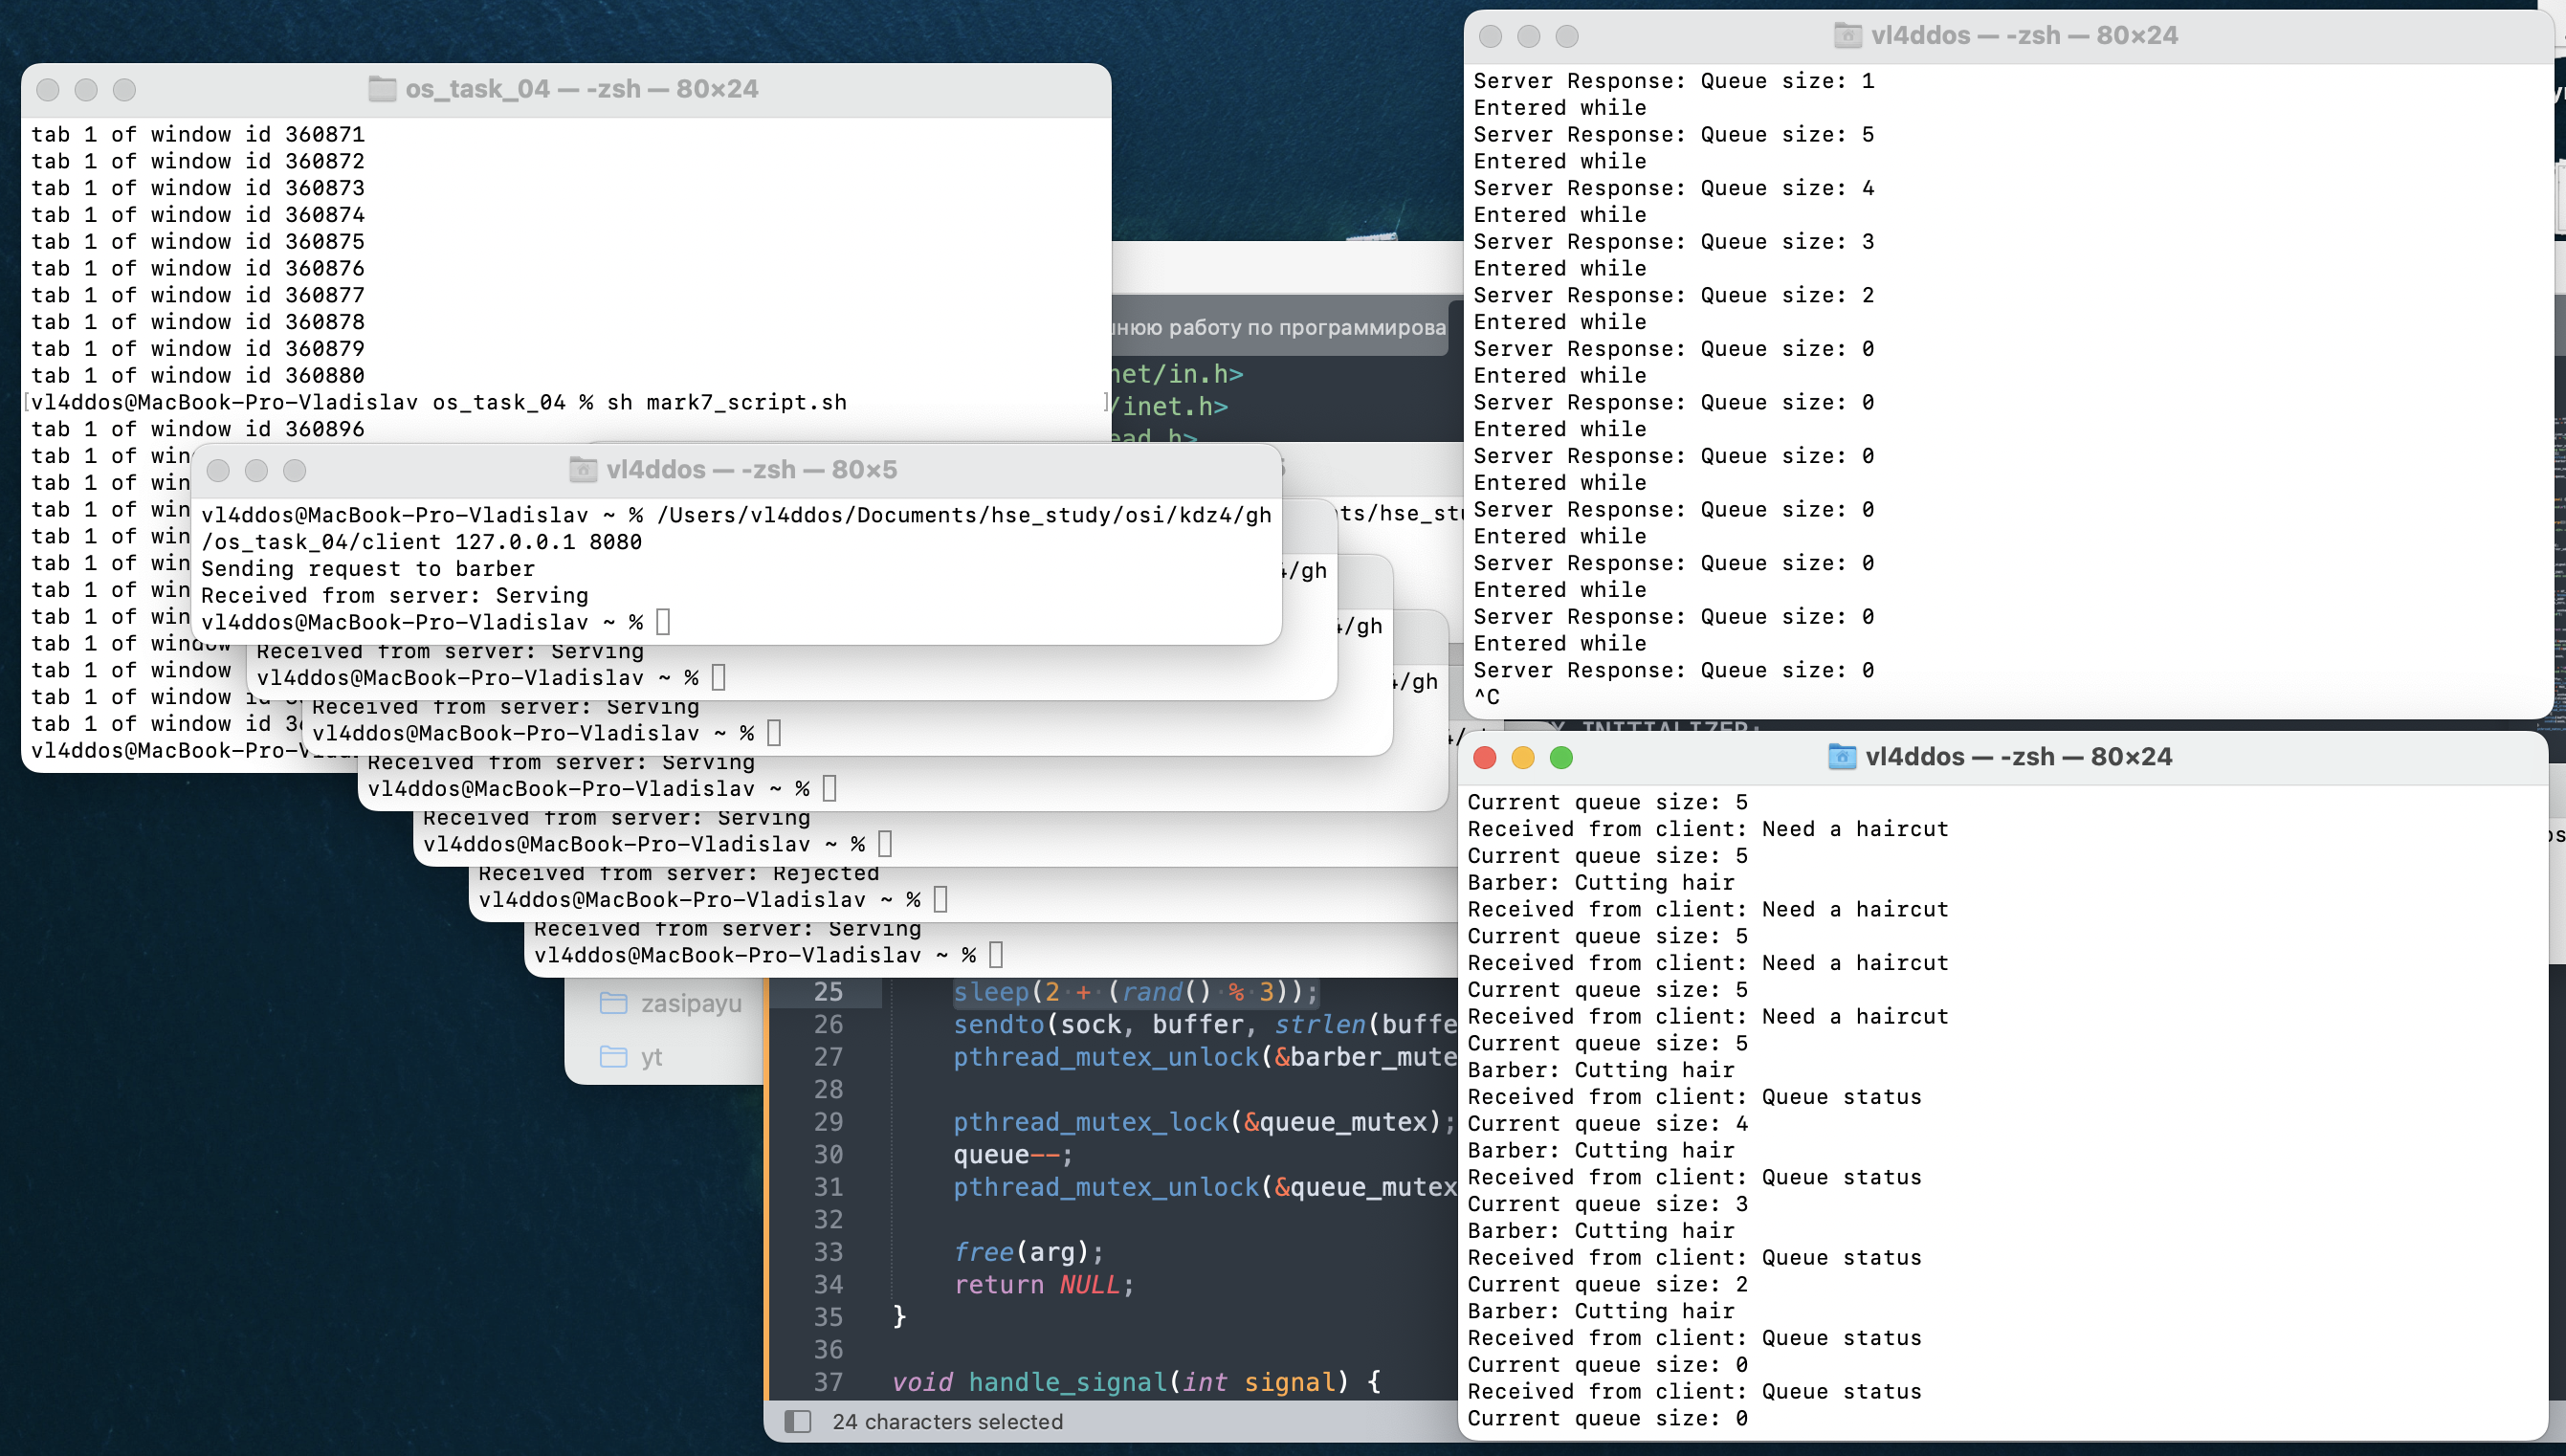 os_task_04 — -zsh — 80×24
tab 1 of window id 360871
tab 1 of window id 360872
tab 1 of window id 360873
tab 1 of window id 360874
tab 1 of window id 360875
tab 1 of window id 360876
tab 1 of window id 360877
tab 1 of window id 360878
tab 1 of window id 360879
tab 1 of window id 360880
[vl4ddos@MacBook-Pro-Vladislav os_task_04 % sh mark7_script.sh ]
tab 1 of window id 360896
tab 1 of win
tab 1 of win
tab 1 of win
tab 1 of win
tab 1 of win
tab 1 of win
tab 1 of win
tab 1 of window
tab 1 of window
tab 1 of window
tab 1 of window id 3
vl4ddos@MacBook-Pro-V
vl4ddos — -zsh — 80×5
vl4ddos@MacBook-Pro-Vladislav ~ % /Users/vl4ddos/Documents/hse_study/osi/kdz4/gh
/os_task_04/client 127.0.0.1 8080
Sending request to barber
Received from server: Serving
vl4ddos@MacBook-Pro-Vladislav ~ %
/gh
Received from server: Serving
vl4ddos@MacBook-Pro-Vladislav ~ %
4/gh
Received from server: Serving
vl4ddos@MacBook-Pro-Vladislav ~ %
4/gh
Received from server: Serving
vl4ddos@MacBook-Pro-Vladislav ~ %
Received from server: Serving
vl4ddos@MacBook-Pro-Vladislav ~ %
Received from server: Rejected
vl4ddos@MacBook-Pro-Vladislav ~ %
Received from server: Serving
vl4ddos@MacBook-Pro-Vladislav ~ %
ts/hse_stu
нюю работу по программирова
net/in.h>
/inet.h>
INITIALIZER;
zasipayu
yt
25 sleep(2 + (rand() % 3));
26 sendto(sock, buffer, strlen(buffe
27 pthread_mutex_unlock(&barber_mute
28
29 pthread_mutex_lock(&queue_mutex);
30 queue--;
31 pthread_mutex_unlock(&queue_mutex
32
33 free(arg);
34 return NULL;
35 }
36
37 void handle_signal(int signal) {
24 characters selected
vl4ddos — -zsh — 80×24
Server Response: Queue size: 1
Entered while
Server Response: Queue size: 5
Entered while
Server Response: Queue size: 4
Entered while
Server Response: Queue size: 3
Entered while
Server Response: Queue size: 2
Entered while
Server Response: Queue size: 0
Entered while
Server Response: Queue size: 0
Entered while
Server Response: Queue size: 0
Entered while
Server Response: Queue size: 0
Entered while
Server Response: Queue size: 0
Entered while
Server Response: Queue size: 0
Entered while
Server Response: Queue size: 0
^C
vl4ddos — -zsh — 80×24
Current queue size: 5
Received from client: Need a haircut
Current queue size: 5
Barber: Cutting hair
Received from client: Need a haircut
Current queue size: 5
Received from client: Need a haircut
Current queue size: 5
Received from client: Need a haircut
Current queue size: 5
Barber: Cutting hair
Received from client: Queue status
Current queue size: 4
Barber: Cutting hair
Received from client: Queue status
Current queue size: 3
Barber: Cutting hair
Received from client: Queue status
Current queue size: 2
Barber: Cutting hair
Received from client: Queue status
Current queue size: 0
Received from client: Queue status
Current queue size: 0